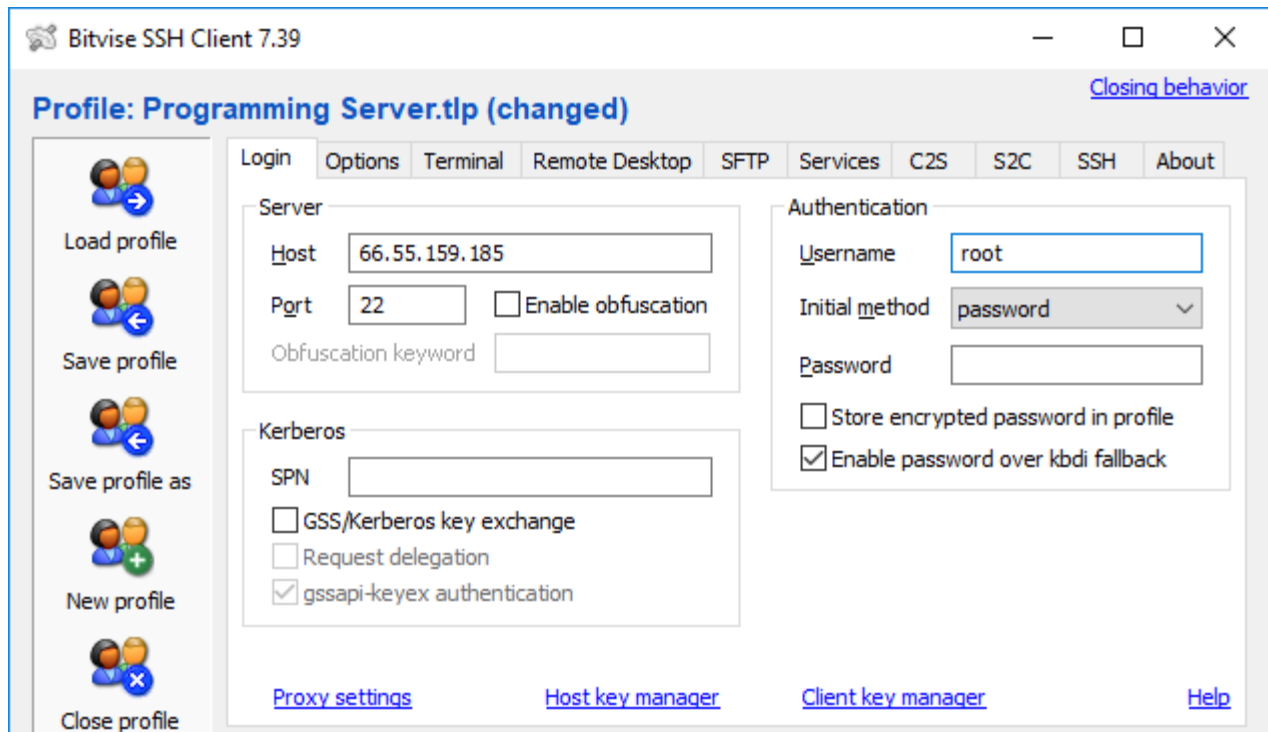 Bitvise SSH Client 7.39
Closing behavior
Profile: Programming Server.tlp (changed)
Load profile
Save profile
Save profile as
New profile
Close profile
Login Options Terminal Remote Desktop SFTP Services C2S S2C SSH About
Server
Host 66.55.159.185
Port 22 Enable obfuscation
Obfuscation keyword
Kerberos
SPN
GSS/Kerberos key exchange
Request delegation
gssapi-keyex authentication
Authentication
Username root
Initial method password
Password
Store encrypted password in profile
Enable password over kbdi fallback
Proxy settings Host key manager Client key manager Help